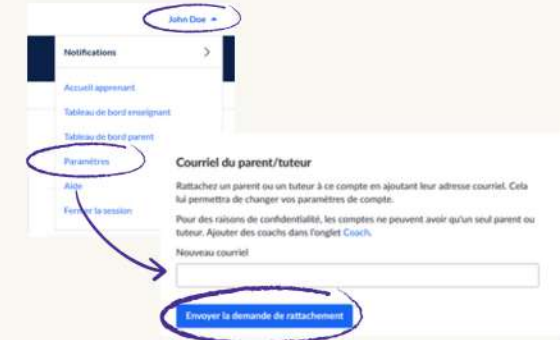 John Doe
Notifications
Accueil apprenant
Tableau de bord enseignant
Tableau de bord parent
Paramètres
Aide
Fermer la session
Courriel du parent/tuteur
Rattachez un parent ou un tuteur à ce compte en ajoutant leur adresse courriel. Cela
lui permettra de changer vos paramètres de compte.
Pour des raisons de confidentialité, les comptes ne peuvent avoir qu'un seul parent ou
tuteur. Ajouter des coachs dans l'onglet Coach.
Nouveau courriel
Envoyer la demande de rattachement